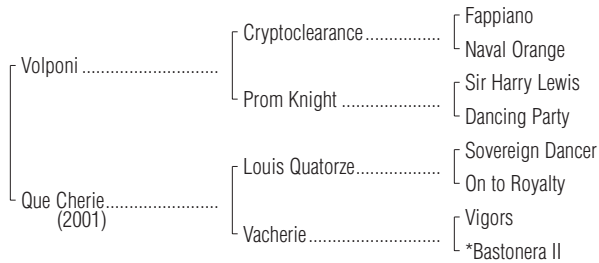 Fappiano
Cryptoclearance.................
Naval Orange
Volponi ..............................
Sir Harry Lewis
Prom Knight ......................
Dancing Party
Sovereign Dancer
Louis Quatorze...................
On to Royalty
Que Cherie.........................
(2001)
Vigors
Vacherie.............................
*Bastonera II